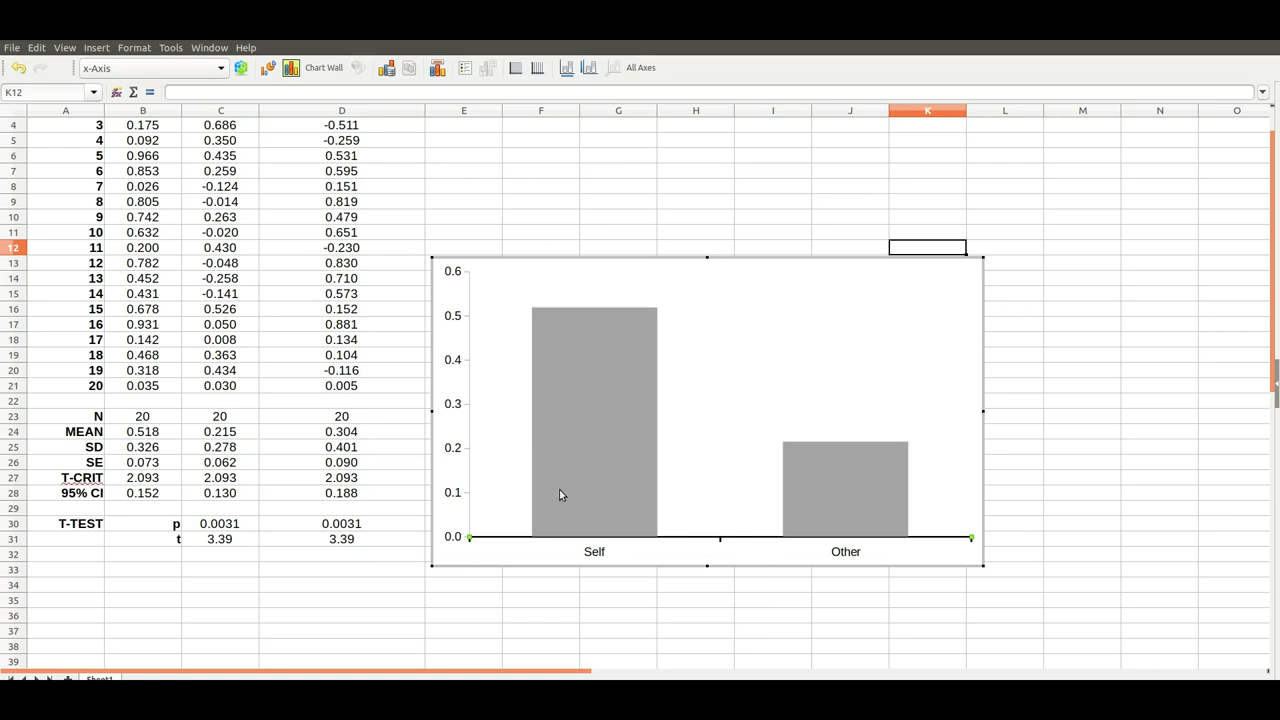 File Edit View Insert Format Tools Window Help
x-Axis Chart Wall All Axes
K12
A B C D E F G H I J K L M N O
4 3 0.175 0.686 -0.511
5 4 0.092 0.350 -0.259
6 5 0.966 0.435 0.531
7 6 0.853 0.259 0.595
8 7 0.026 -0.124 0.151
9 8 0.805 -0.014 0.819
10 9 0.742 0.263 0.479
11 10 0.632 -0.020 0.651
12 11 0.200 0.430 -0.230
13 12 0.782 -0.048 0.830
14 13 0.452 -0.258 0.710
15 14 0.431 -0.141 0.573
16 15 0.678 0.526 0.152
17 16 0.931 0.050 0.881
18 17 0.142 0.008 0.134
19 18 0.468 0.363 0.104
20 19 0.318 0.434 -0.116
21 20 0.035 0.030 0.005
22
23 N 20 20 20
24 MEAN 0.518 0.215 0.304
25 SD 0.326 0.278 0.401
26 SE 0.073 0.062 0.090
27 T-CRIT 2.093 2.093 2.093
28 95% CI 0.152 0.130 0.188
29
30 T-TEST p 0.0031 0.0031
31 t 3.39 3.39
32
33
34
35
36
37
38
39
0.6
0.5
0.4
0.3
0.2
0.1
0.0
Self Other
Sheet1